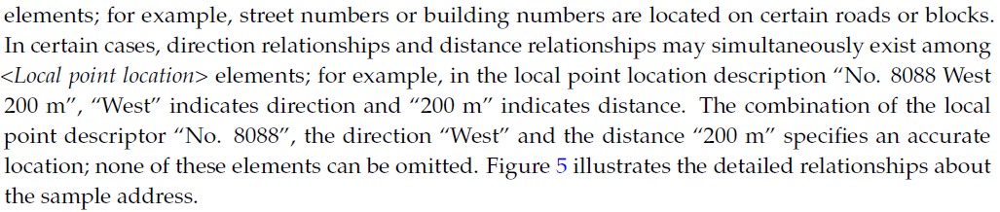 elements; for example, street numbers or building numbers are located on certain roads or blocks.
In certain cases, direction relationships and distance relationships may simultaneously exist among
<Local point location> elements; for example, in the local point location description “No. 8088 West
200 m”, “West” indicates direction and “200 m” indicates distance. The combination of the local
point descriptor “No. 8088”, the direction “West” and the distance “200 m” specifies an accurate
location; none of these elements can be omitted. Figure 5 illustrates the detailed relationships about
the sample address.